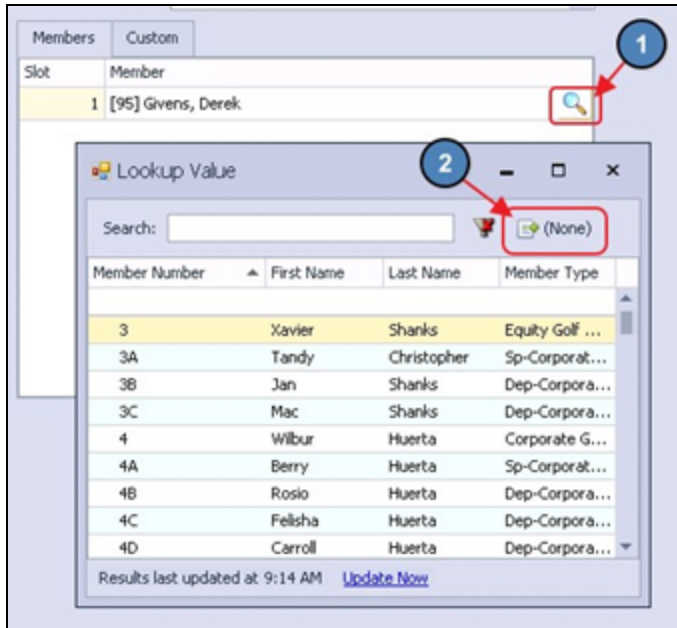 Members Custom
1
Slot Member
1 [95] Givens, Derek
2
Lookup Value
Search: (None)
Member Number First Name Last Name Member Type
3 Xavier Shanks Equity Golf ...
3A Tandy Christopher Sp-Corporat...
3B Jan Shanks Dep-Corpora...
3C Mac Shanks Dep-Corpora...
4 Wilbur Huerta Corporate G...
4A Berry Huerta Sp-Corporat...
4B Rosio Huerta Dep-Corpora...
4C Felisha Huerta Dep-Corpora...
4D Carroll Huerta Dep-Corpora...
Results last updated at 9:14 AM Update Now